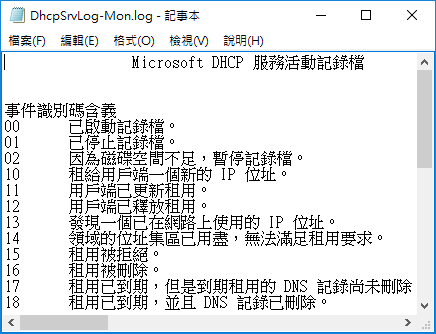 DhcpSrvLog-Mon.log - 記事本
檔案(F) 編輯(E) 格式(O) 檢視(V) 說明(H)
Microsoft DHCP 服務活動記錄檔
事件識別碼含義
00 已啟動記錄檔。
01 已停止記錄檔。
02 因為磁碟空間不足，暫停記錄檔。
10 租給用戶端一個新的 IP 位址。
11 用戶端已更新租用。
12 用戶端已釋放租用。
13 發現一個已在網路上使用的 IP 位址。
14 領域的位址集區已用盡，無法滿足租用要求。
15 租用被拒絕。
16 租用被刪除。
17 租用已到期，但是到期租用的 DNS 記錄尚未刪除
18 租用已到期，並且 DNS 記錄已刪除。